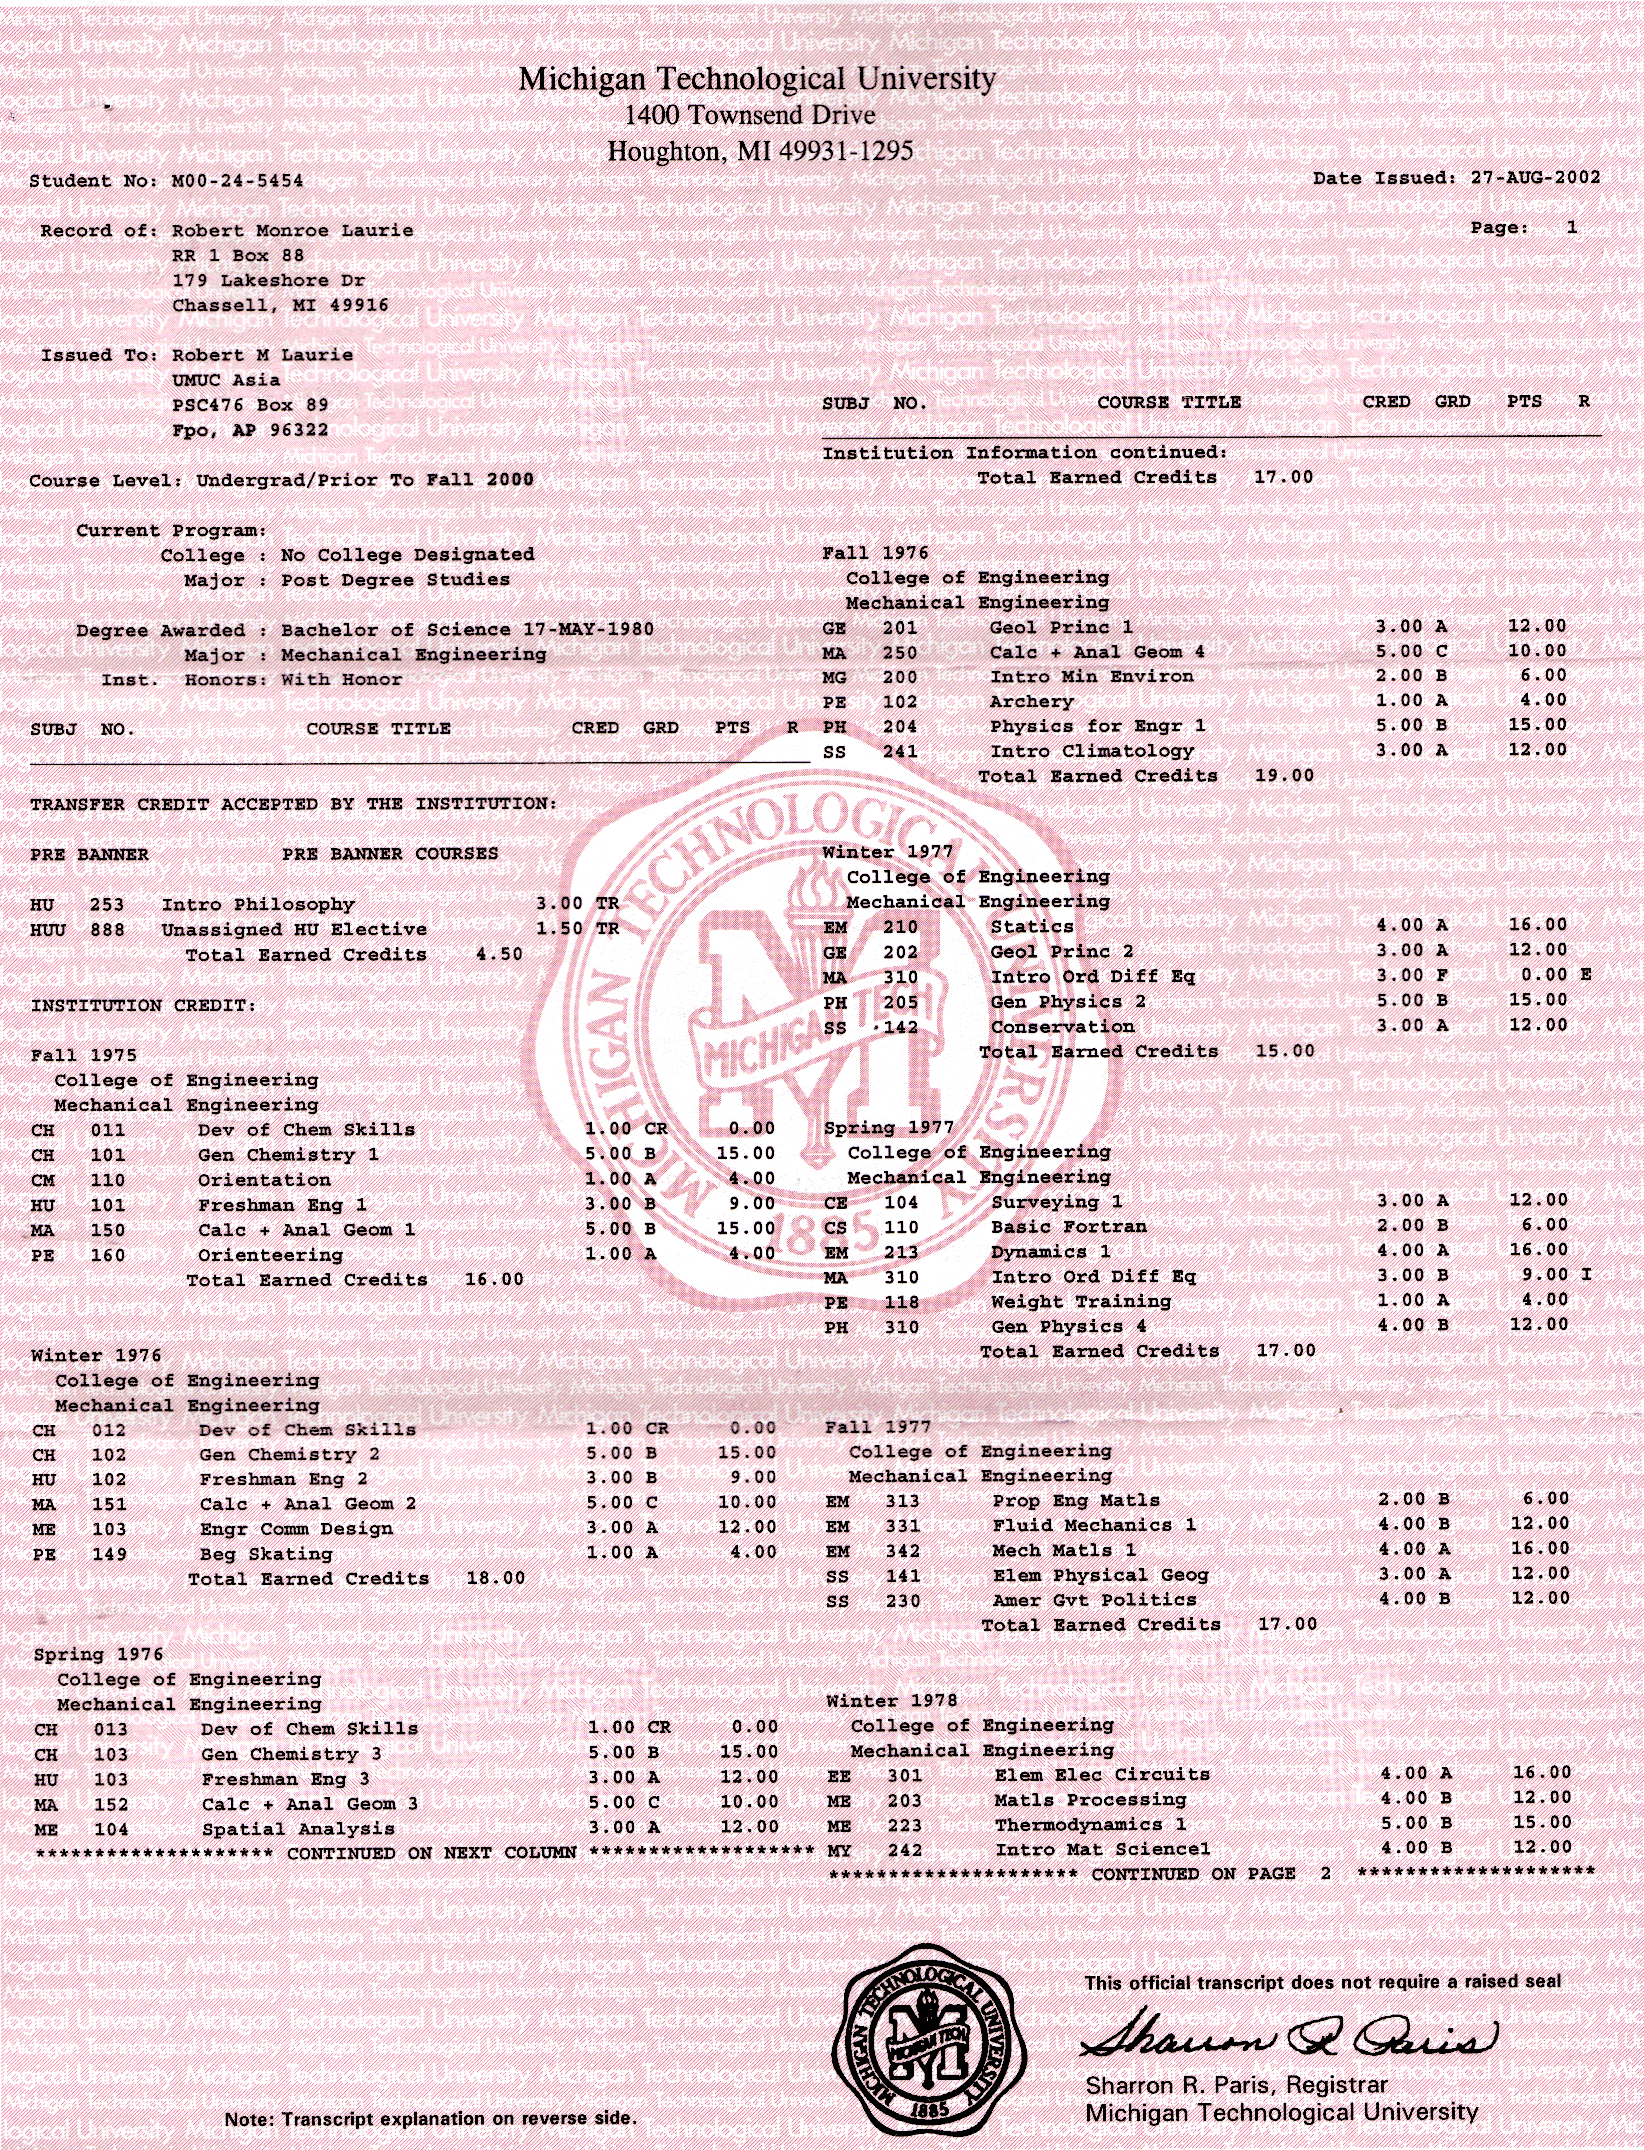 Michigan Technological University
1400 Townsend Drive
Houghton, MI 49931-1295
Student No: M00-24-5454
Date Issued: 27-AUG-2002
Record of: Robert Monroe Laurie
Page: 1
RR 1 Box 88
179 Lakeshore Dr
Chassell, MI 49916
Issued To: Robert M Laurie
UMUC Asia
PSC476 Box 89
Fpo, AP 96322
Course Level: Undergrad/Prior To Fall 2000
Current Program:
College : No College Designated
Major : Post Degree Studies
Degree Awarded : Bachelor of Science 17-MAY-1980
Major : Mechanical Engineering
Inst. Honors: With Honor
SUBJ NO. COURSE TITLE CRED GRD PTS R
TRANSFER CREDIT ACCEPTED BY THE INSTITUTION:
PRE BANNER PRE BANNER COURSES
HU 253 Intro Philosophy 3.00 TR
HUU 888 Unassigned HU Elective 1.50 TR
Total Earned Credits 4.50
INSTITUTION CREDIT:
Fall 1975
College of Engineering
Mechanical Engineering
CH 011 Dev of Chem Skills 1.00 CR 0.00
CH 101 Gen Chemistry 1 5.00 B 15.00
CM 110 Orientation 1.00 A 4.00
HU 101 Freshman Eng 1 3.00 B 9.00
MA 150 Calc + Anal Geom 1 5.00 B 15.00
PE 160 Orienteering 1.00 A 4.00
Total Earned Credits 16.00
Winter 1976
College of Engineering
Mechanical Engineering
CH 012 Dev of Chem Skills 1.00 CR 0.00
CH 102 Gen Chemistry 2 5.00 B 15.00
HU 102 Freshman Eng 2 3.00 B 9.00
MA 151 Calc + Anal Geom 2 5.00 C 10.00
ME 103 Engr Comm Design 3.00 A 12.00
PE 149 Beg Skating 1.00 A 4.00
Total Earned Credits 18.00
Spring 1976
College of Engineering
Mechanical Engineering
CH 013 Dev of Chem Skills 1.00 CR 0.00
CH 103 Gen Chemistry 3 5.00 B 15.00
HU 103 Freshman Eng 3 3.00 A 12.00
MA 152 Calc + Anal Geom 3 5.00 C 10.00
ME 104 Spatial Analysis 3.00 A 12.00
******************** CONTINUED ON NEXT COLUMN *******************
SUBJ NO. COURSE TITLE CRED GRD PTS R
Institution Information continued:
Total Earned Credits 17.00
Fall 1976
College of Engineering
Mechanical Engineering
GE 201 Geol Princ 1 3.00 A 12.00
MA 250 Calc + Anal Geom 4 5.00 C 10.00
MG 200 Intro Min Environ 2.00 B 6.00
PE 102 Archery 1.00 A 4.00
PH 204 Physics for Engr 1 5.00 B 15.00
SS 241 Intro Climatology 3.00 A 12.00
Total Earned Credits 19.00
Winter 1977
College of Engineering
Mechanical Engineering
EM 210 Statics 4.00 A 16.00
GE 202 Geol Princ 2 3.00 A 12.00
MA 310 Intro Ord Diff Eq 3.00 F 0.00 E
PH 205 Gen Physics 2 5.00 B 15.00
SS 142 Conservation 3.00 A 12.00
Total Earned Credits 15.00
Spring 1977
College of Engineering
Mechanical Engineering
CE 104 Surveying 1 3.00 A 12.00
CS 110 Basic Fortran 2.00 B 6.00
EM 213 Dynamics 1 4.00 A 16.00
MA 310 Intro Ord Diff Eq 3.00 B 9.00 I
PE 118 Weight Training 1.00 A 4.00
PH 310 Gen Physics 4 4.00 B 12.00
Total Earned Credits 17.00
Fall 1977
College of Engineering
Mechanical Engineering
EM 313 Prop Eng Matls 2.00 B 6.00
EM 331 Fluid Mechanics 1 4.00 B 12.00
EM 342 Mech Matls 1 4.00 A 16.00
SS 141 Elem Physical Geog 3.00 A 12.00
SS 230 Amer Gvt Politics 4.00 B 12.00
Total Earned Credits 17.00
Winter 1978
College of Engineering
Mechanical Engineering
EE 301 Elem Elec Circuits 4.00 A 16.00
ME 203 Matls Processing 4.00 B 12.00
ME 223 Thermodynamics 1 5.00 B 15.00
MY 242 Intro Mat Science1 4.00 B 12.00
********************* CONTINUED ON PAGE 2 ********************
MICHIGAN TECHNOLOGICAL UNIVERSITY
MICHIGAN TECH
1885
This official transcript does not require a raised seal
Sharron R Paris
Sharron R. Paris, Registrar
Michigan Technological University
Note: Transcript explanation on reverse side.
MICHIGAN TECHNOLOGICAL UNIVERSITY
MICHIGAN TECH
1885